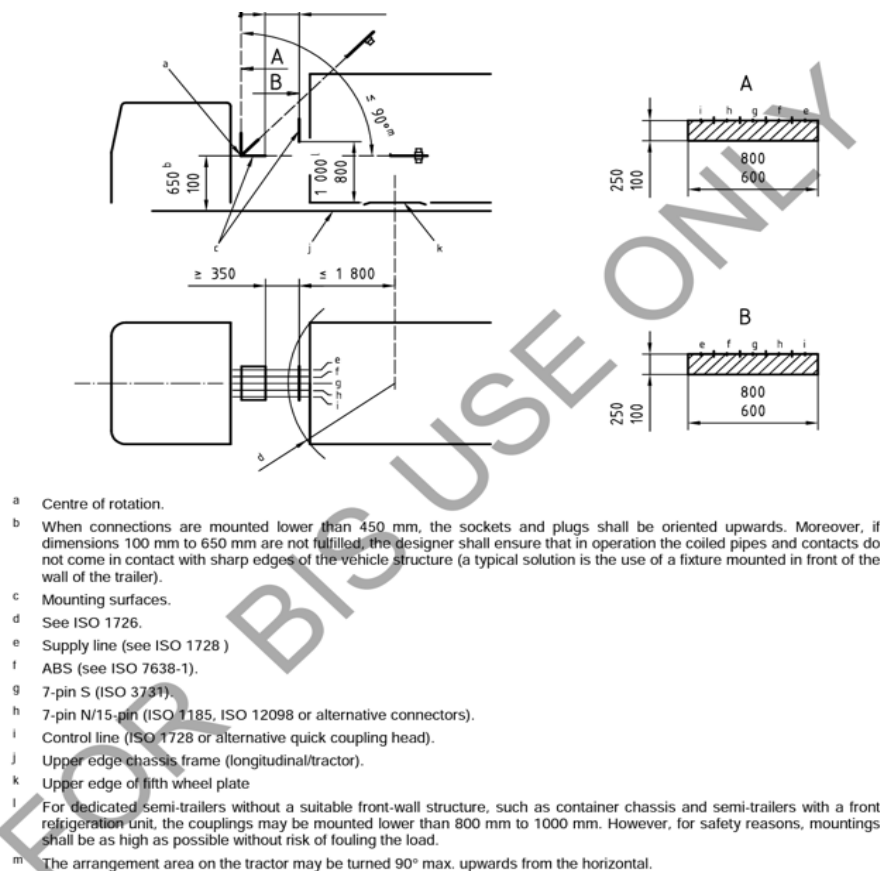 A
B
a
≤ 90° m
A
i h g f e
650 b
100
1 000 l
800
250
100
800
600
c
j
k
≥ 350
≤ 1 800
B
e f g h i
e
f
g
h
i
250
100
800
600
d
a Centre of rotation.
b When connections are mounted lower than 450 mm, the sockets and plugs shall be oriented upwards. Moreover, if
dimensions 100 mm to 650 mm are not fulfilled, the designer shall ensure that in operation the coiled pipes and contacts do
not come in contact with sharp edges of the vehicle structure (a typical solution is the use of a fixture mounted in front of the
wall of the trailer).
c Mounting surfaces.
d See ISO 1726.
e Supply line (see ISO 1728 )
f ABS (see ISO 7638-1).
g 7-pin S (ISO 3731).
h 7-pin N/15-pin (ISO 1185, ISO 12098 or alternative connectors).
i Control line (ISO 1728 or alternative quick coupling head).
j Upper edge chassis frame (longitudinal/tractor).
k Upper edge of fifth wheel plate
l For dedicated semi-trailers without a suitable front-wall structure, such as container chassis and semi-trailers with a front
refrigeration unit, the couplings may be mounted lower than 800 mm to 1000 mm. However, for safety reasons, mountings
shall be as high as possible without risk of fouling the load.
m The arrangement area on the tractor may be turned 90° max. upwards from the horizontal.
FOR BIS USE ONLY